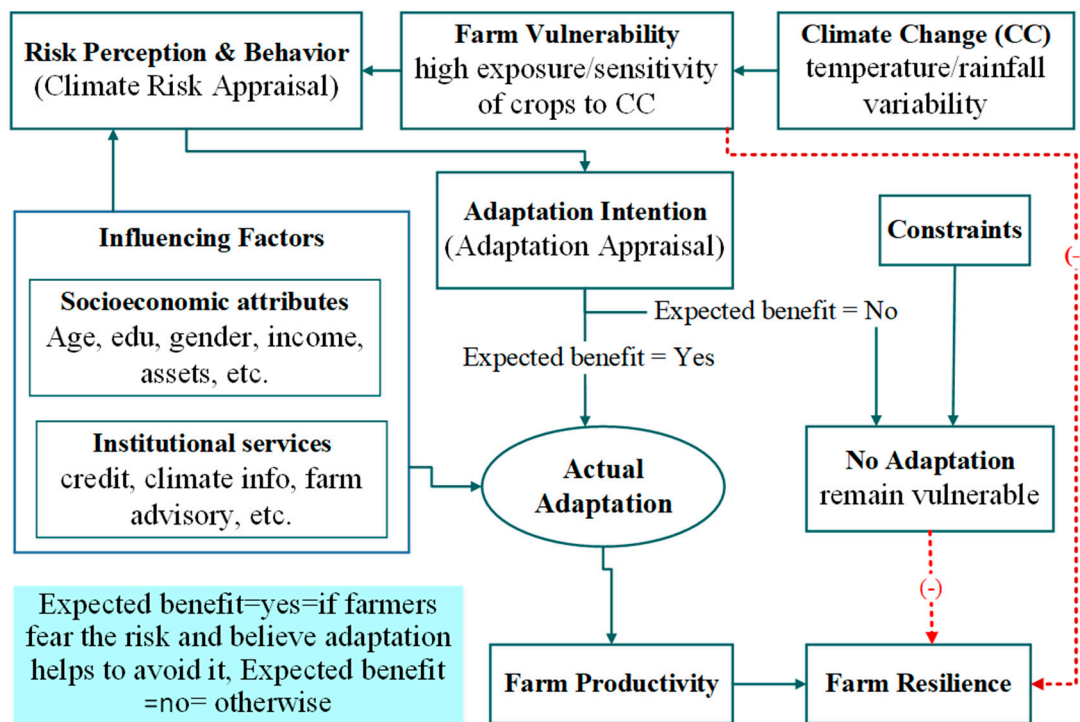 Risk Perception & Behavior
(Climate Risk Appraisal)
Farm Vulnerability
high exposure/sensitivity
of crops to CC
Climate Change (CC)
temperature/rainfall
variability
Adaptation Intention
(Adaptation Appraisal)
Constraints
(-
Influencing Factors
Socioeconomic attributes
Age, edu, gender, income,
assets, etc.
Expected benefit = No
Expected benefit = Yes
Institutional services
credit, climate info, farm
advisory, etc.
Actual
Adaptation
No Adaptation
remain vulnerable
(-)
Expected benefit=yes=if farmers
fear the risk and believe adaptation
helps to avoid it, Expected benefit
=no= otherwise
Farm Productivity
Farm Resilience